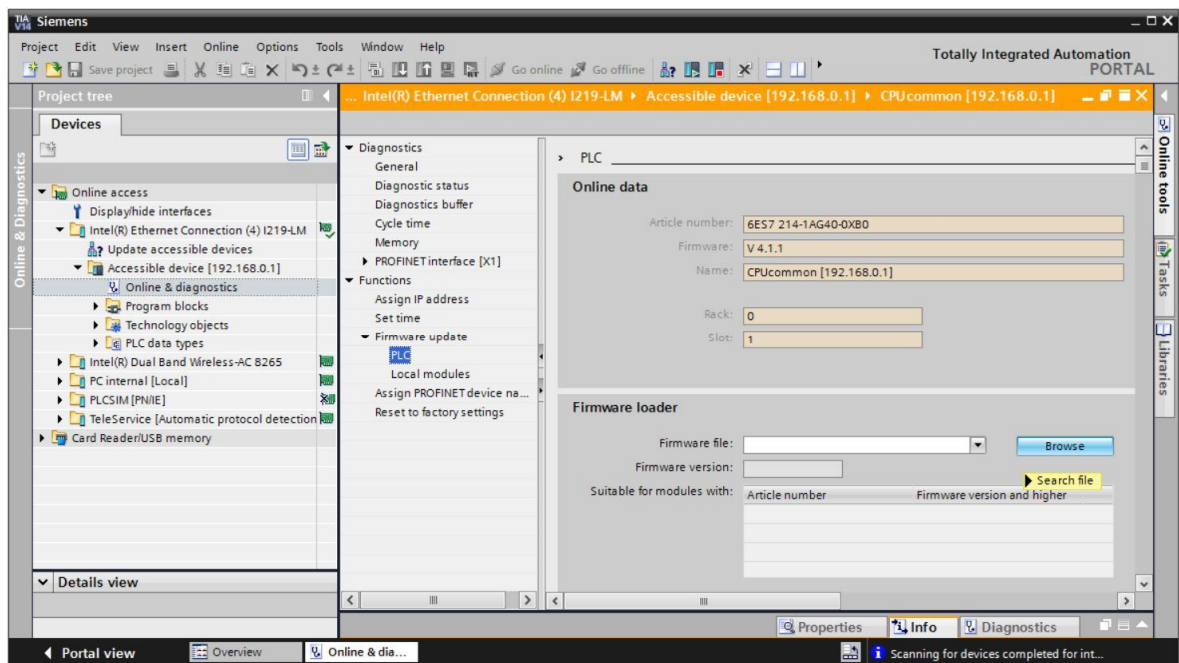 TIA V14 Siemens
Project Edit View Insert Online Options Tools Window Help
Totally Integrated Automation
PORTAL
Save project Go online Go offline
Project tree
... Intel(R) Ethernet Connection (4) I219-LM Accessible device [192.168.0.1] CPUcommon [192.168.0.1]
Devices
Online & Diagnostics
Online access
Display/hide interfaces
Intel(R) Ethernet Connection (4) I219-LM
Update accessible devices
Accessible device [192.168.0.1]
Online & diagnostics
Program blocks
Technology objects
PLC data types
Intel(R) Dual Band Wireless-AC 8265
PC internal [Local]
PLCSIM [PN/IE]
TeleService [Automatic protocol detection
Card Reader/USB memory
Details view
Diagnostics
General
Diagnostic status
Diagnostics buffer
Cycle time
Memory
PROFINET interface [X1]
Functions
Assign IP address
Set time
Firmware update
PLC
Local modules
Assign PROFINET device na...
Reset to factory settings
PLC
Online data
Article number: 6ES7 214-1AG40-0XB0
Firmware: V 4.1.1
Name: CPUcommon [192.168.0.1]
Rack: 0
Slot: 1
Firmware loader
Firmware file: Browse
Firmware version:
Search file
Suitable for modules with: Article number Firmware version and higher
Online tools
Tasks
Libraries
Properties Info Diagnostics
Portal view Overview Online & dia... Scanning for devices completed for int...